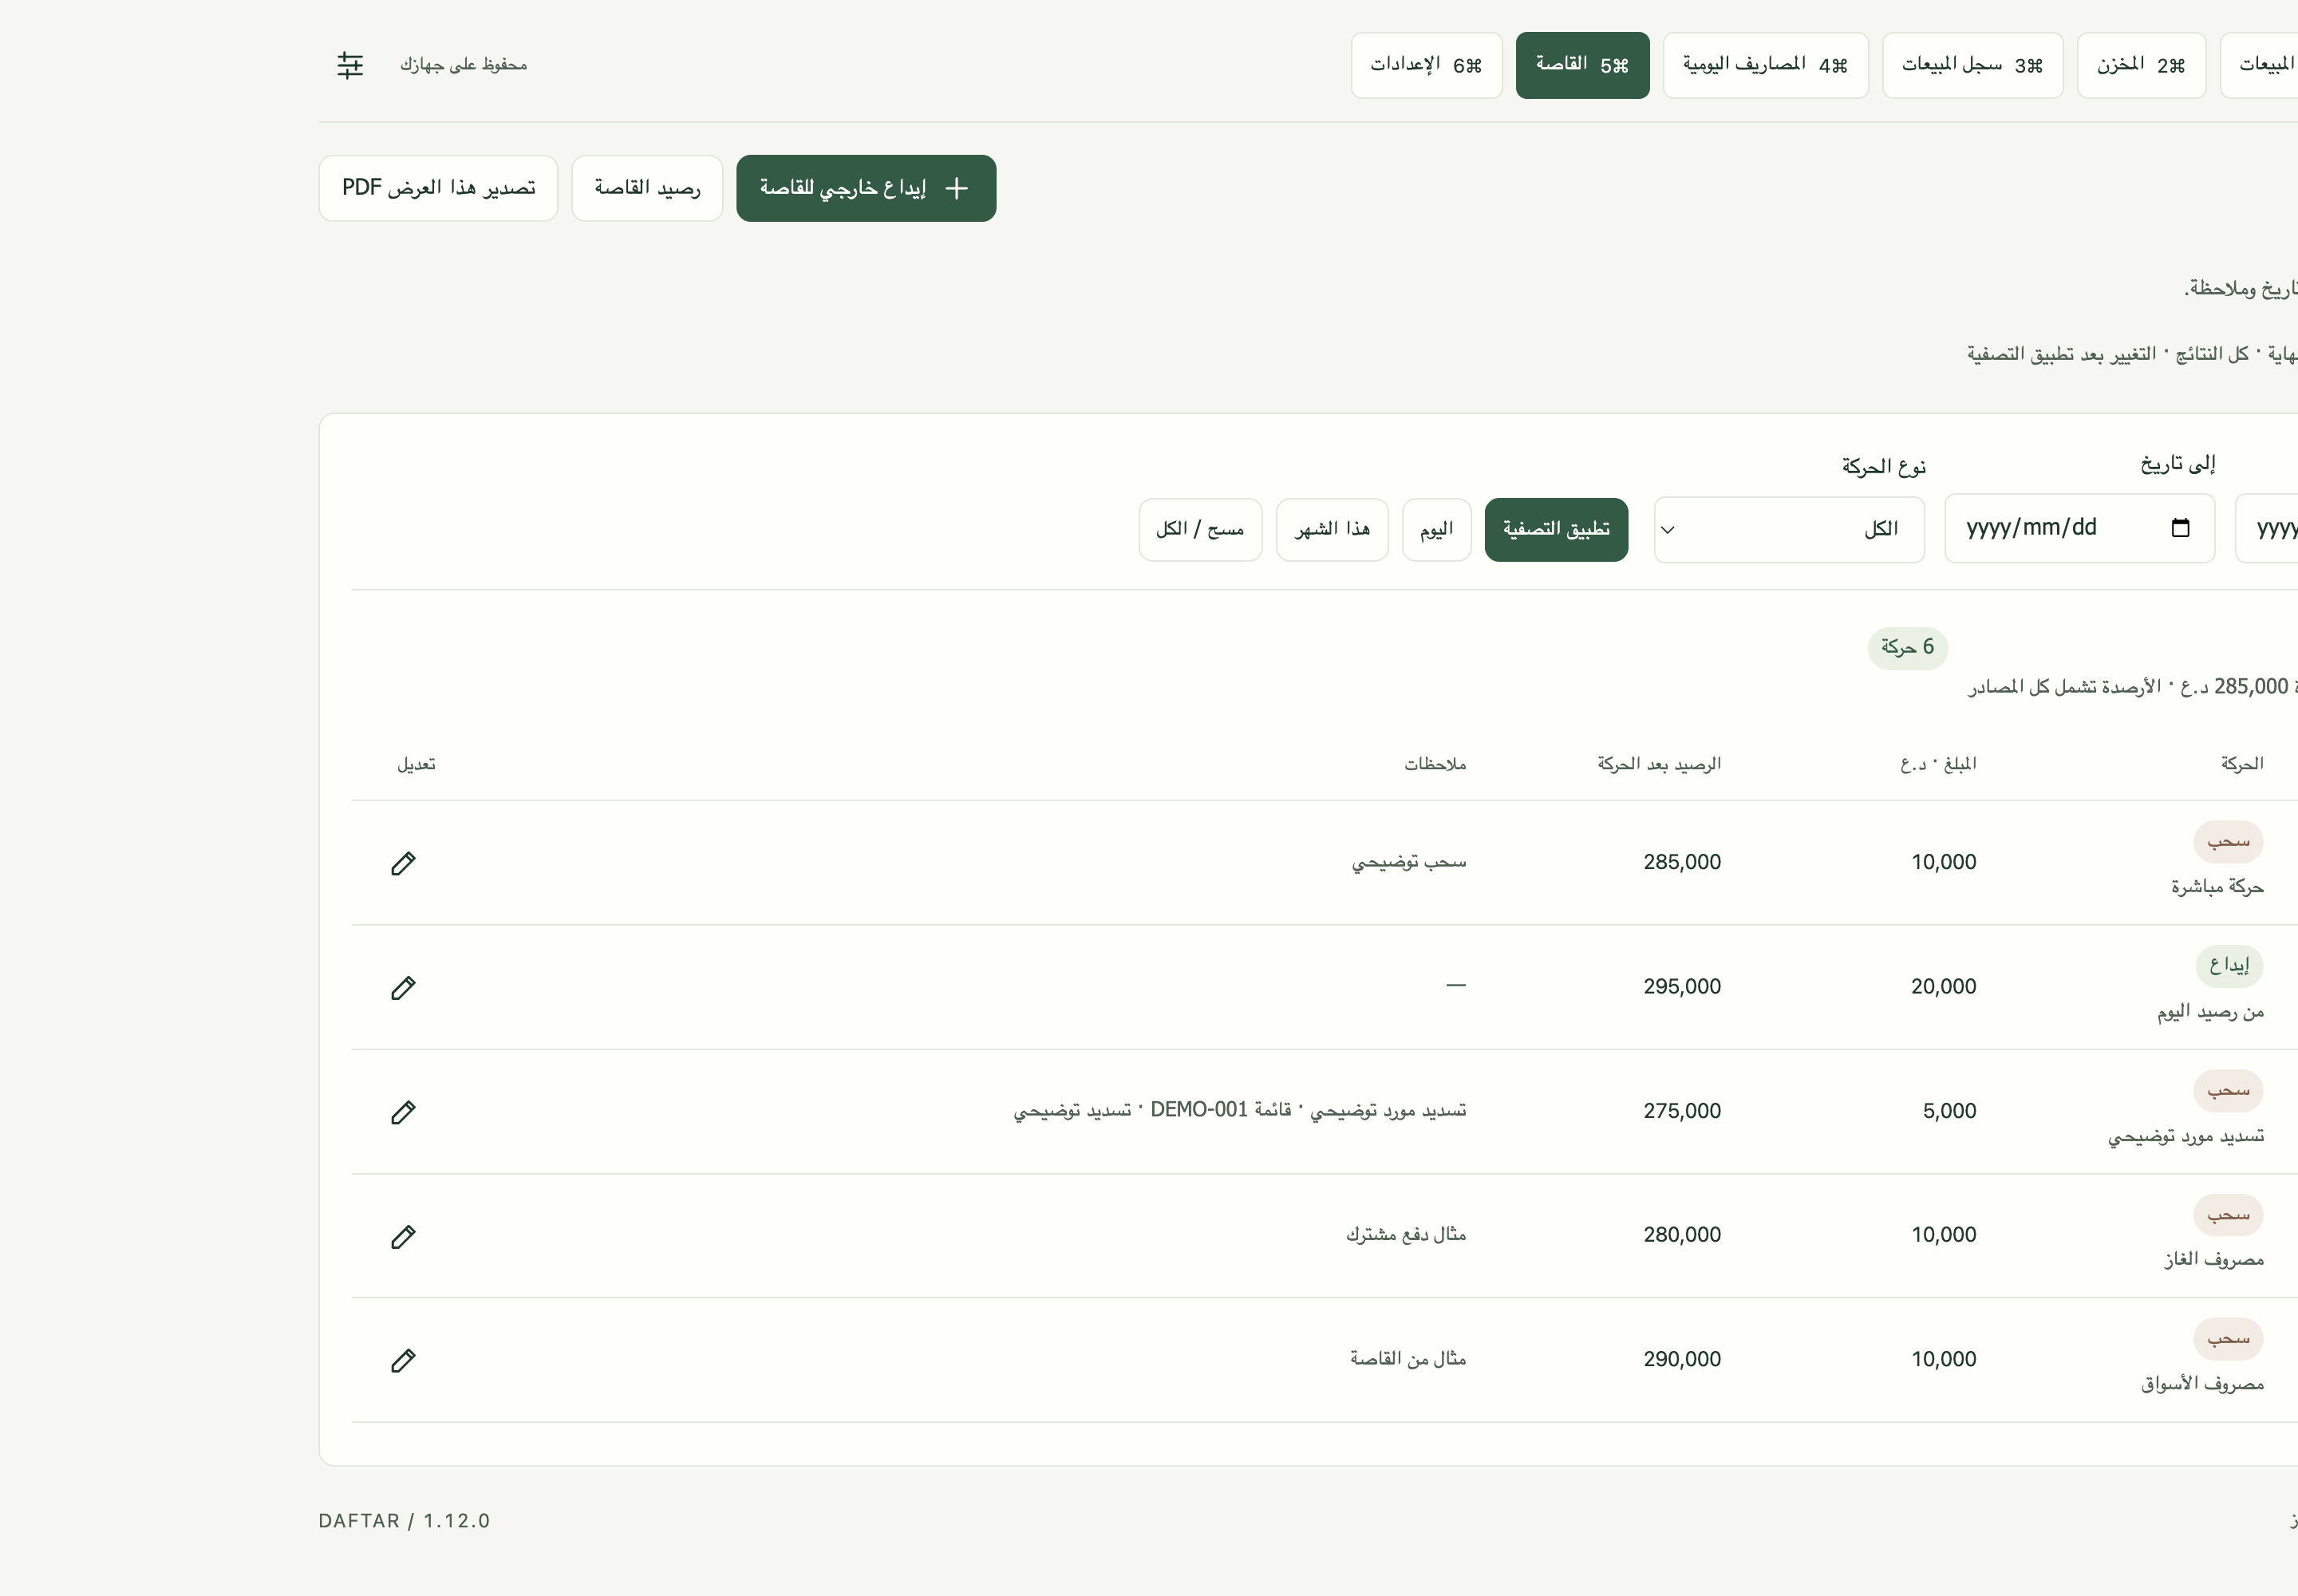 المبيعات
⌘2 المخزن
⌘3 سجل المبيعات
⌘4 المصاريف اليومية
⌘5 القاصة
⌘6 الإعدادات
محفوظ على جهازك
إيداع خارجي للقاصة
رصيد القاصة
تصدير هذا العرض PDF
وملاحظة.
· كل النتائج · التغيير بعد تطبيق التصفية
إلى تاريخ
نوع الحركة
yyyy/mm/dd
الكل
تطبيق التصفية
اليوم
هذا الشهر
مسح / الكل
6 حركة
285,000 د.ع · الأرصدة تشمل كل المصادر
الحركة
المبلغ · د.ع
الرصيد بعد الحركة
ملاحظات
تعديل
سحب
حركة مباشرة
10,000
285,000
سحب توضيحي
إيداع
من رصيد اليوم
20,000
295,000
—
سحب
تسديد مورد توضيحي
5,000
275,000
تسديد مورد توضيحي · قائمة DEMO-001 · تسديد توضيحي
سحب
مصروف الغاز
10,000
280,000
مثال دفع مشترك
سحب
مصروف الأسواق
10,000
290,000
مثال من القاصة
DAFTAR / 1.12.0